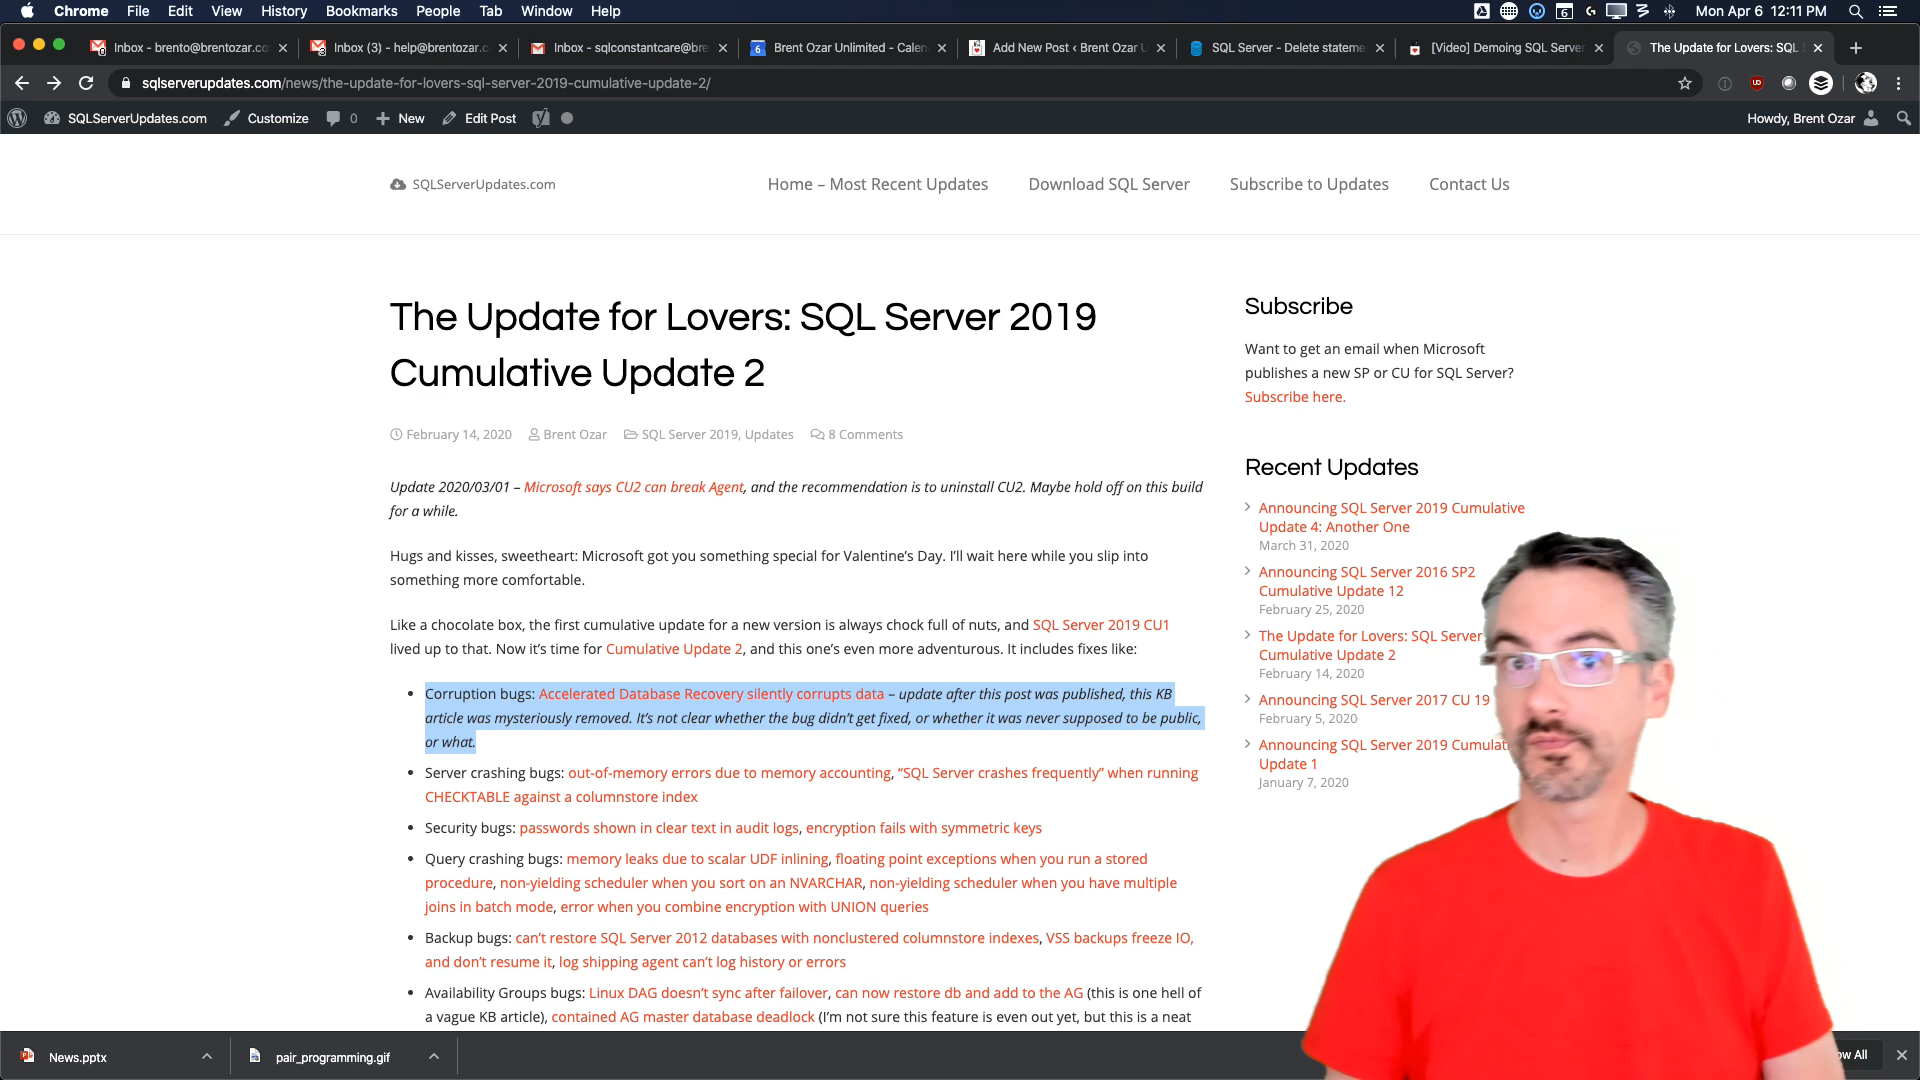 Chrome File Edit View History Bookmarks People Tab Window Help
6
Mon Apr 6 12:11 PM
Inbox - brento@brentozar.co
Inbox (3) - help@brentozar.c
Inbox - sqlconstantcare@bre
Brent Ozar Unlimited - Calen
Add New Post ‹ Brent Ozar U
SQL Server - Delete stateme
[Video] Demoing SQL Server
The Update for Lovers: SQL S
sqlserverupdates.com/news/the-update-for-lovers-sql-server-2019-cumulative-update-2/
SQLServerUpdates.com Customize 0 New Edit Post
Howdy, Brent Ozar
SQLServerUpdates.com
Home – Most Recent Updates Download SQL Server Subscribe to Updates Contact Us
The Update for Lovers: SQL Server 2019
Cumulative Update 2
February 14, 2020 Brent Ozar SQL Server 2019, Updates 8 Comments
Update 2020/03/01 – Microsoft says CU2 can break Agent, and the recommendation is to uninstall CU2. Maybe hold off on this build
for a while.
Hugs and kisses, sweetheart: Microsoft got you something special for Valentine's Day. I'll wait here while you slip into
something more comfortable.
Like a chocolate box, the first cumulative update for a new version is always chock full of nuts, and SQL Server 2019 CU1
lived up to that. Now it's time for Cumulative Update 2, and this one's even more adventurous. It includes fixes like:
Corruption bugs: Accelerated Database Recovery silently corrupts data – update after this post was published, this KB
article was mysteriously removed. It's not clear whether the bug didn't get fixed, or whether it was never supposed to be public,
or what.
Server crashing bugs: out-of-memory errors due to memory accounting, “SQL Server crashes frequently” when running
CHECKTABLE against a columnstore index
Security bugs: passwords shown in clear text in audit logs, encryption fails with symmetric keys
Query crashing bugs: memory leaks due to scalar UDF inlining, floating point exceptions when you run a stored
procedure, non-yielding scheduler when you sort on an NVARCHAR, non-yielding scheduler when you have multiple
joins in batch mode, error when you combine encryption with UNION queries
Backup bugs: can't restore SQL Server 2012 databases with nonclustered columnstore indexes, VSS backups freeze IO,
and don't resume it, log shipping agent can't log history or errors
Availability Groups bugs: Linux DAG doesn't sync after failover, can now restore db and add to the AG (this is one hell of
a vague KB article), contained AG master database deadlock (I'm not sure this feature is even out yet, but this is a neat
Subscribe
Want to get an email when Microsoft
publishes a new SP or CU for SQL Server?
Subscribe here.
Recent Updates
Announcing SQL Server 2019 Cumulative
Update 4: Another One
March 31, 2020
Announcing SQL Server 2016 SP2
Cumulative Update 12
February 25, 2020
The Update for Lovers: SQL Server
Cumulative Update 2
February 14, 2020
Announcing SQL Server 2017 CU 19
February 5, 2020
Announcing SQL Server 2019 Cumulat
Update 1
January 7, 2020
News.pptx
pair_programming.gif
ow All